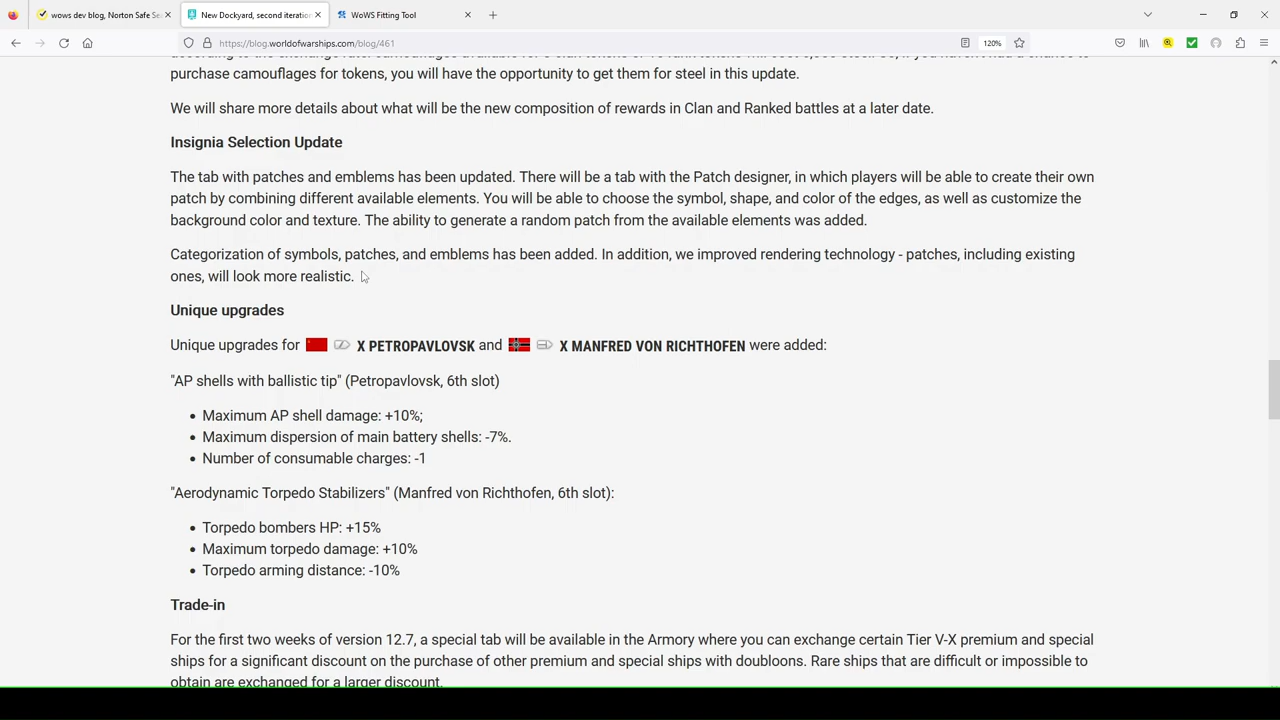 wows dev blog, Norton Safe Se
New Dockyard, second iteration
WoWS Fitting Tool
https://blog.worldofwarships.com/blog/461
120%
purchase camouflages for tokens, you will have the opportunity to get them for steel in this update.
We will share more details about what will be the new composition of rewards in Clan and Ranked battles at a later date.
Insignia Selection Update
The tab with patches and emblems has been updated. There will be a tab with the Patch designer, in which players will be able to create their own
patch by combining different available elements. You will be able to choose the symbol, shape, and color of the edges, as well as customize the
background color and texture. The ability to generate a random patch from the available elements was added.
Categorization of symbols, patches, and emblems has been added. In addition, we improved rendering technology - patches, including existing
ones, will look more realistic.
Unique upgrades
Unique upgrades for X PETROPAVLOVSK and X MANFRED VON RICHTHOFEN were added:
"AP shells with ballistic tip" (Petropavlovsk, 6th slot)
• Maximum AP shell damage: +10%;
• Maximum dispersion of main battery shells: -7%.
• Number of consumable charges: -1
"Aerodynamic Torpedo Stabilizers" (Manfred von Richthofen, 6th slot):
• Torpedo bombers HP: +15%
• Maximum torpedo damage: +10%
• Torpedo arming distance: -10%
Trade-in
For the first two weeks of version 12.7, a special tab will be available in the Armory where you can exchange certain Tier V-X premium and special
ships for a significant discount on the purchase of other premium and special ships with doubloons. Rare ships that are difficult or impossible to
obtain are exchanged for a larger discount.